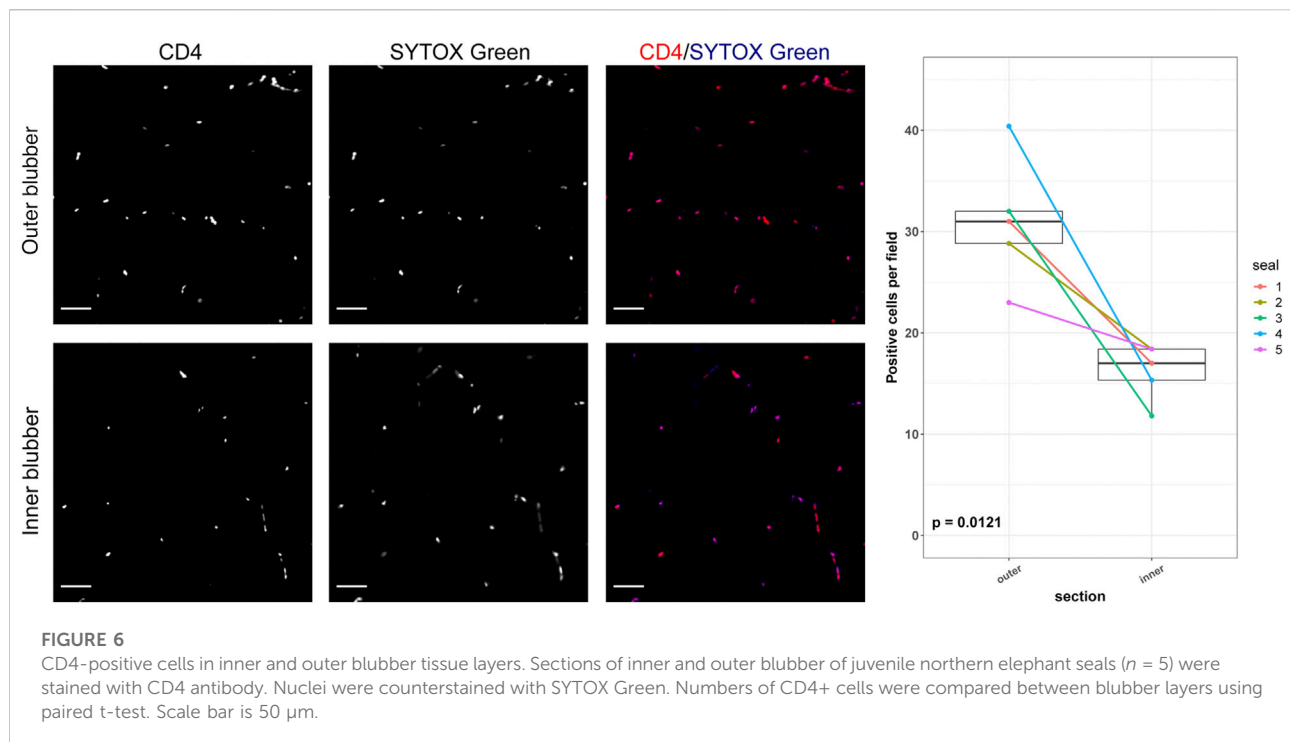 CD4
SYTOX Green
CD4/SYTOX Green
Outer blubber
Inner blubber
Positive cells per field
40
30
20
10
0
p = 0.0121
outer
inner
section
seal
1
2
3
4
5
FIGURE 6
CD4-positive cells in inner and outer blubber tissue layers. Sections of inner and outer blubber of juvenile northern elephant seals (n = 5) were
stained with CD4 antibody. Nuclei were counterstained with SYTOX Green. Numbers of CD4+ cells were compared between blubber layers using
paired t-test. Scale bar is 50 μm.